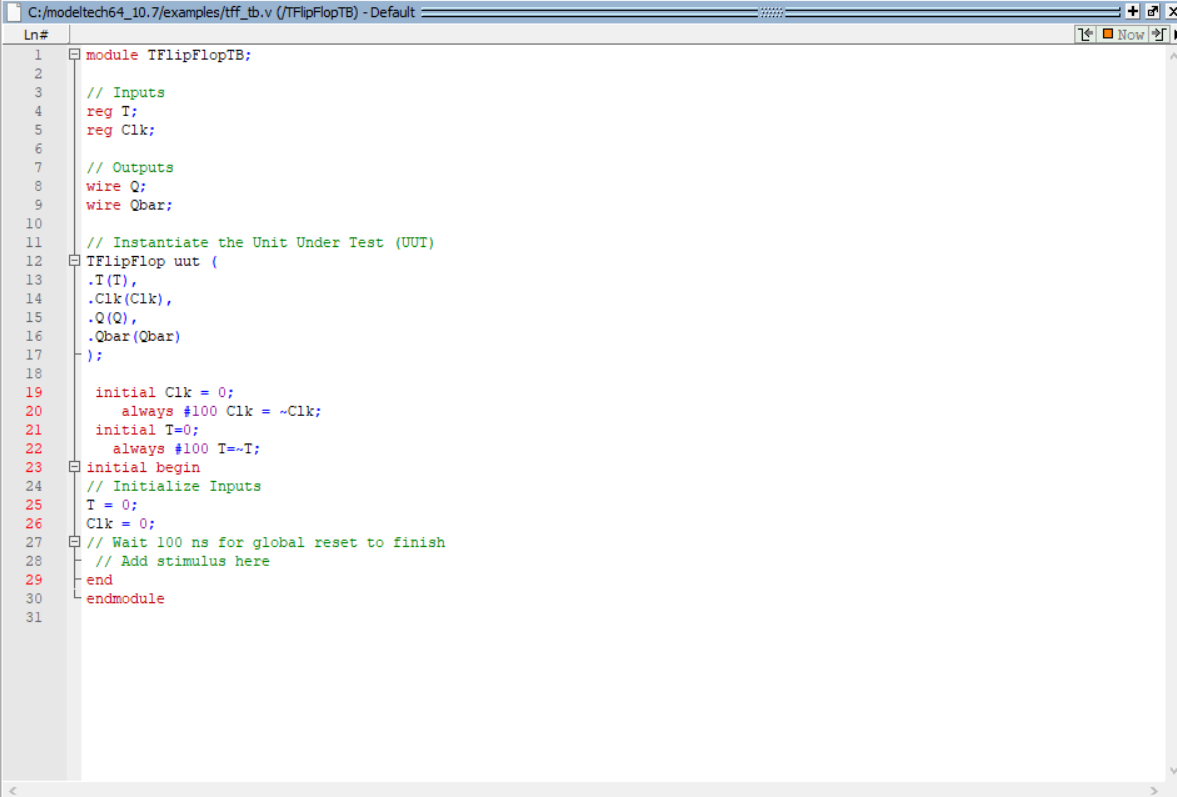 C:/modeltech64_10.7/examples/tff_tb.v (/TFlipFlopTB) - Default
Ln#
Now
1 module TFlipFlopTB;
2
3 // Inputs
4 reg T;
5 reg Clk;
6
7 // Outputs
8 wire Q;
9 wire Qbar;
10
11 // Instantiate the Unit Under Test (UUT)
12 TFlipFlop uut (
13 .T(T),
14 .Clk(Clk),
15 .Q(Q),
16 .Qbar(Qbar)
17 );
18
19 initial Clk = 0;
20 always #100 Clk = ~Clk;
21 initial T=0;
22 always #100 T=~T;
23 initial begin
24 // Initialize Inputs
25 T = 0;
26 Clk = 0;
27 // Wait 100 ns for global reset to finish
28 // Add stimulus here
29 end
30 endmodule
31